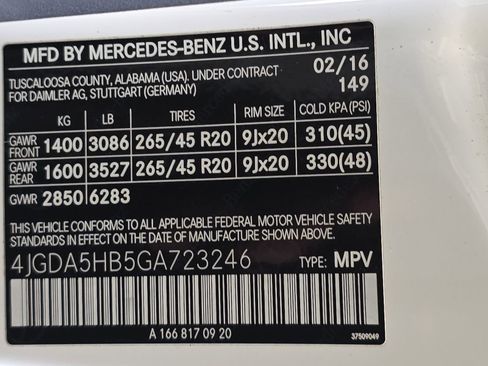 MFD BY MERCEDES-BENZ U.S. INTL., INC
TUSCALOOSA COUNTY, ALABAMA (USA). UNDER CONTRACT 02/16
FOR DAIMLER AG, STUTTGART (GERMANY) 149
KG LB TIRES RIM SIZE COLD KPA (PSI)
GAWR FRONT 1400 3086 265/45 R20 9Jx20 310(45)
GAWR REAR 1600 3527 265/45 R20 9Jx20 330(48)
GVWR 2850 6283
THIS VEHICLE CONFORMS TO ALL APPLICABLE FEDERAL MOTOR VEHICLE SAFETY
STANDARDS IN EFFECT ON THE DATE OF MANUFACTURE SHOWN ABOVE.
4JGDA5HB5GA723246 TYPE: MPV
A 166 817 09 20
37509049